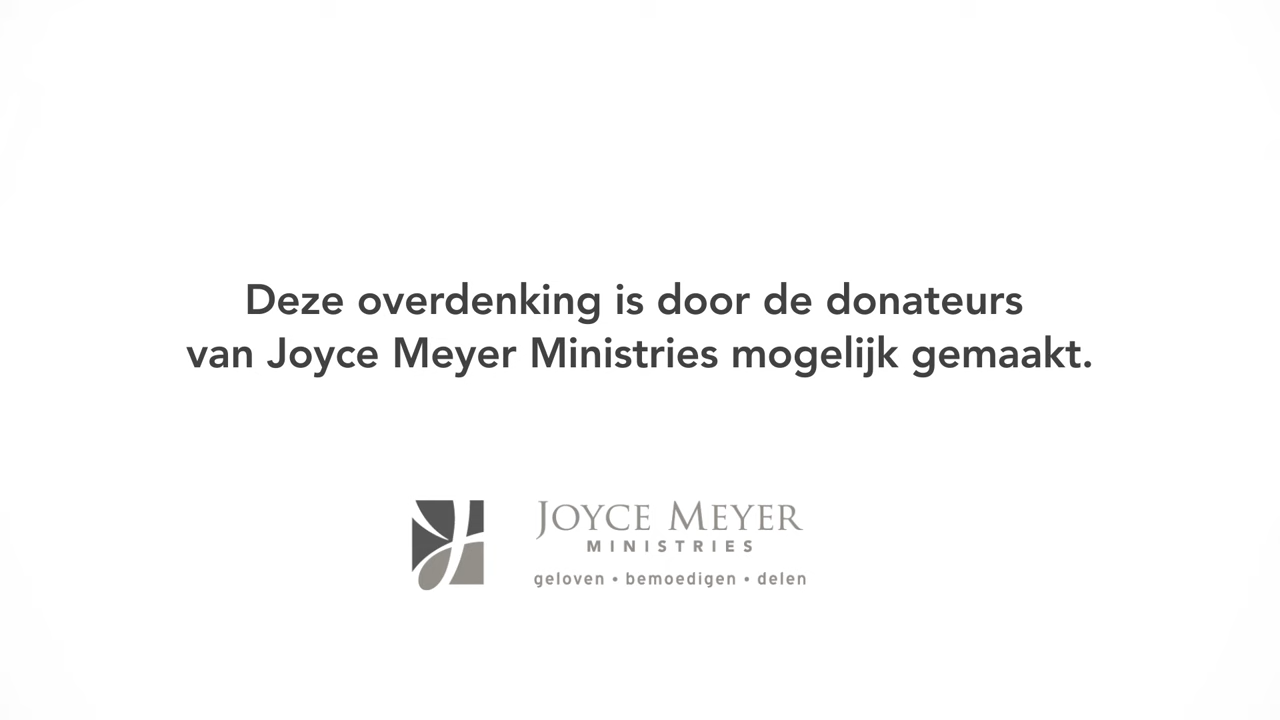 Deze overdenking is door de donateurs
van Joyce Meyer Ministries mogelijk gemaakt.
JOYCE MEYER
MINISTRIES
geloven • bemoedigen • delen